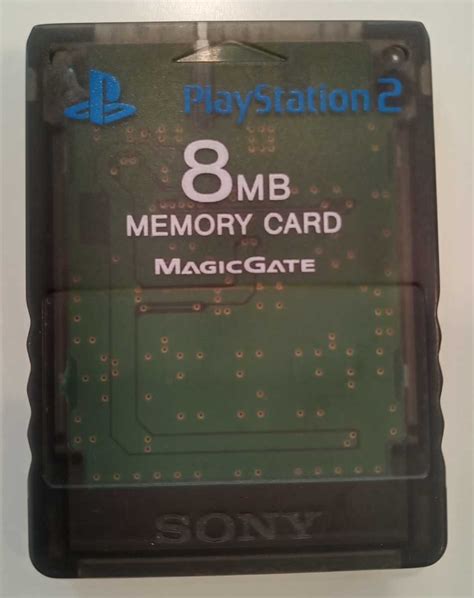 PlayStation 2
8MB
MEMORY CARD
MAGICGATE
SONY